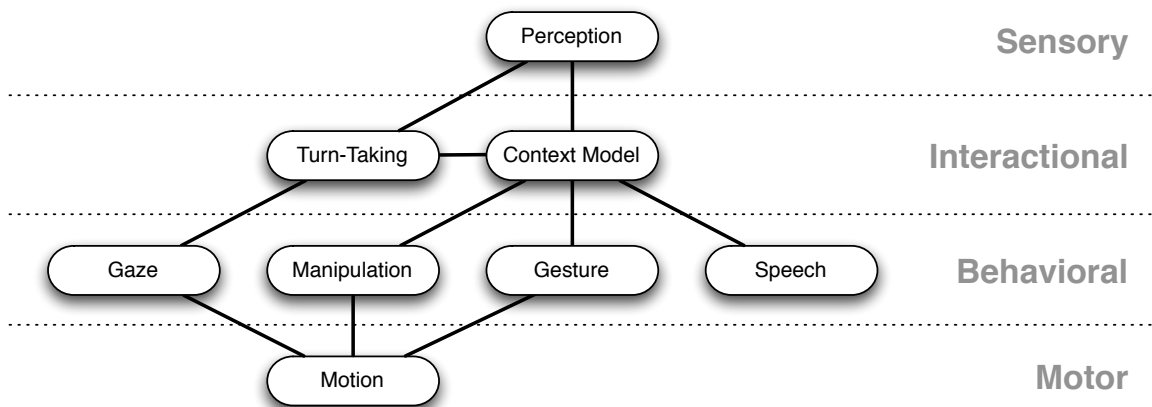 Perception
Sensory
Turn-Taking
Context Model
Interactional
Gaze
Manipulation
Gesture
Speech
Behavioral
Motion
Motor